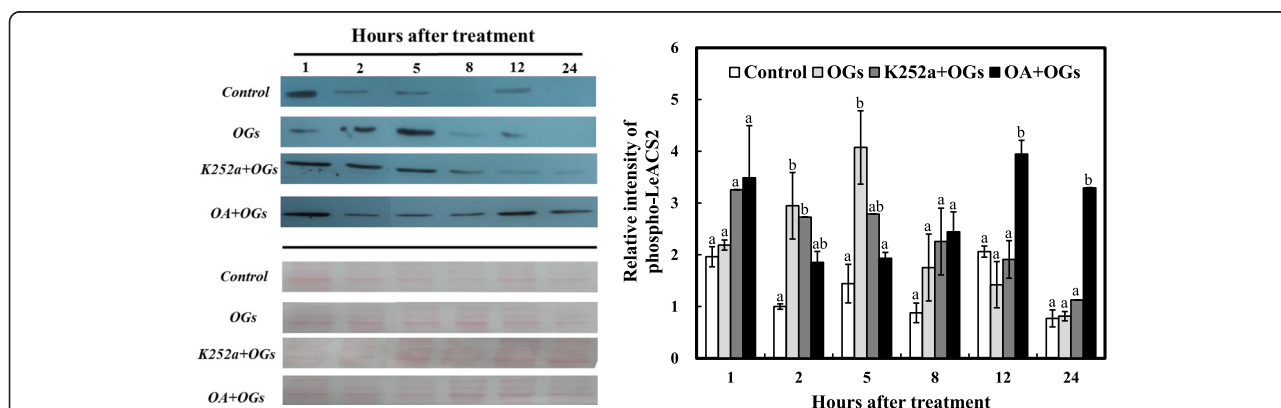 Hours after treatment
1 2 5 8 12 24
Control
OGs
K252a+OGs
OA+OGs
Control
OGs
K252a+OGs
OA+OGs
Relative intensity of
phospho-LeACS2
6
5
4
3
2
1
0
Control OGs K252a+OGs OA+OGs
a a a a
a b b ab
a b ab a
a a a a
a a a b
a a a b
1 2 5 8 12 24
Hours after treatment